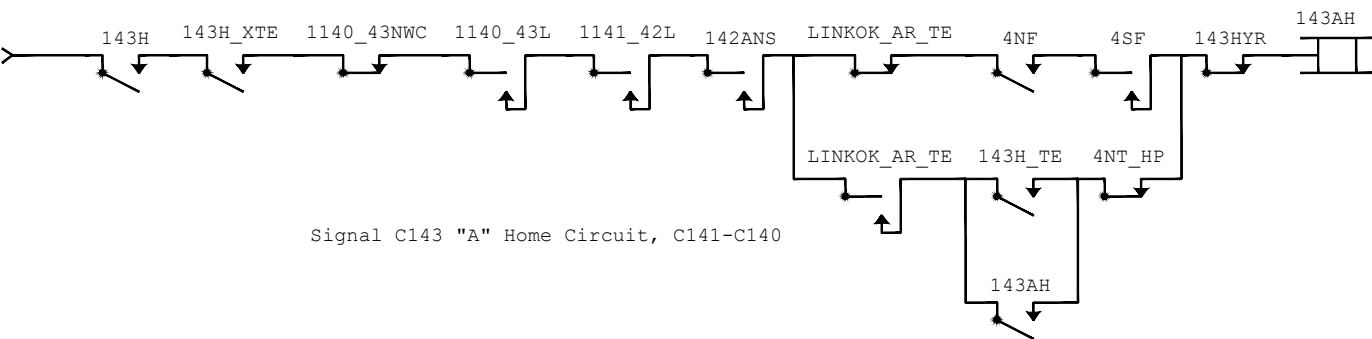 143H 143H_XTE 1140_43NWC 1140_43L 1141_42L 142ANS LINKOK_AR_TE 4NF 4SF 143HYR 143AH
LINKOK_AR_TE 143H_TE 4NT_HP
Signal C143 "A" Home Circuit, C141-C140
143AH